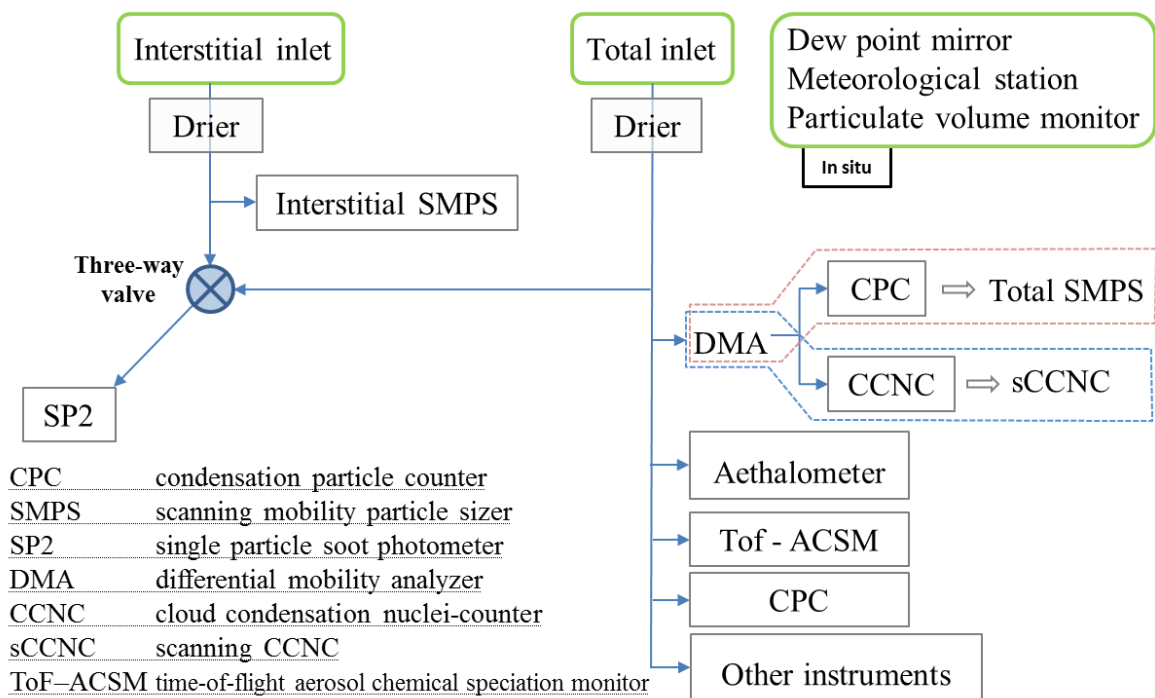 Interstitial inlet
Total inlet
Dew point mirror
Meteorological station
Particulate volume monitor
In situ
Drier
Drier
Interstitial SMPS
Three-way
valve
CPC ⇨ Total SMPS
DMA
CCNC ⇨ sCCNC
SP2
Aethalometer
Tof - ACSM
CPC
Other instruments
CPC condensation particle counter
SMPS scanning mobility particle sizer
SP2 single particle soot photometer
DMA differential mobility analyzer
CCNC cloud condensation nuclei-counter
sCCNC scanning CCNC
ToF–ACSM time-of-flight aerosol chemical speciation monitor